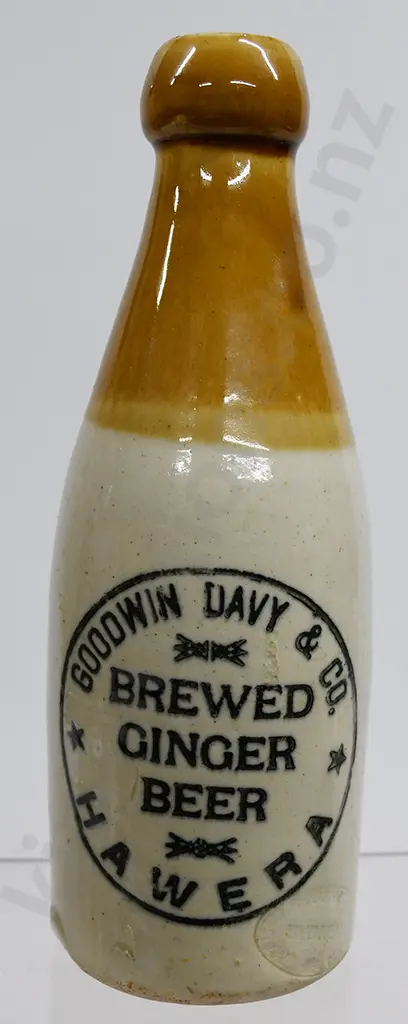 GOODWIN DAVY & CO.
BREWED
GINGER
BEER
HAWERA